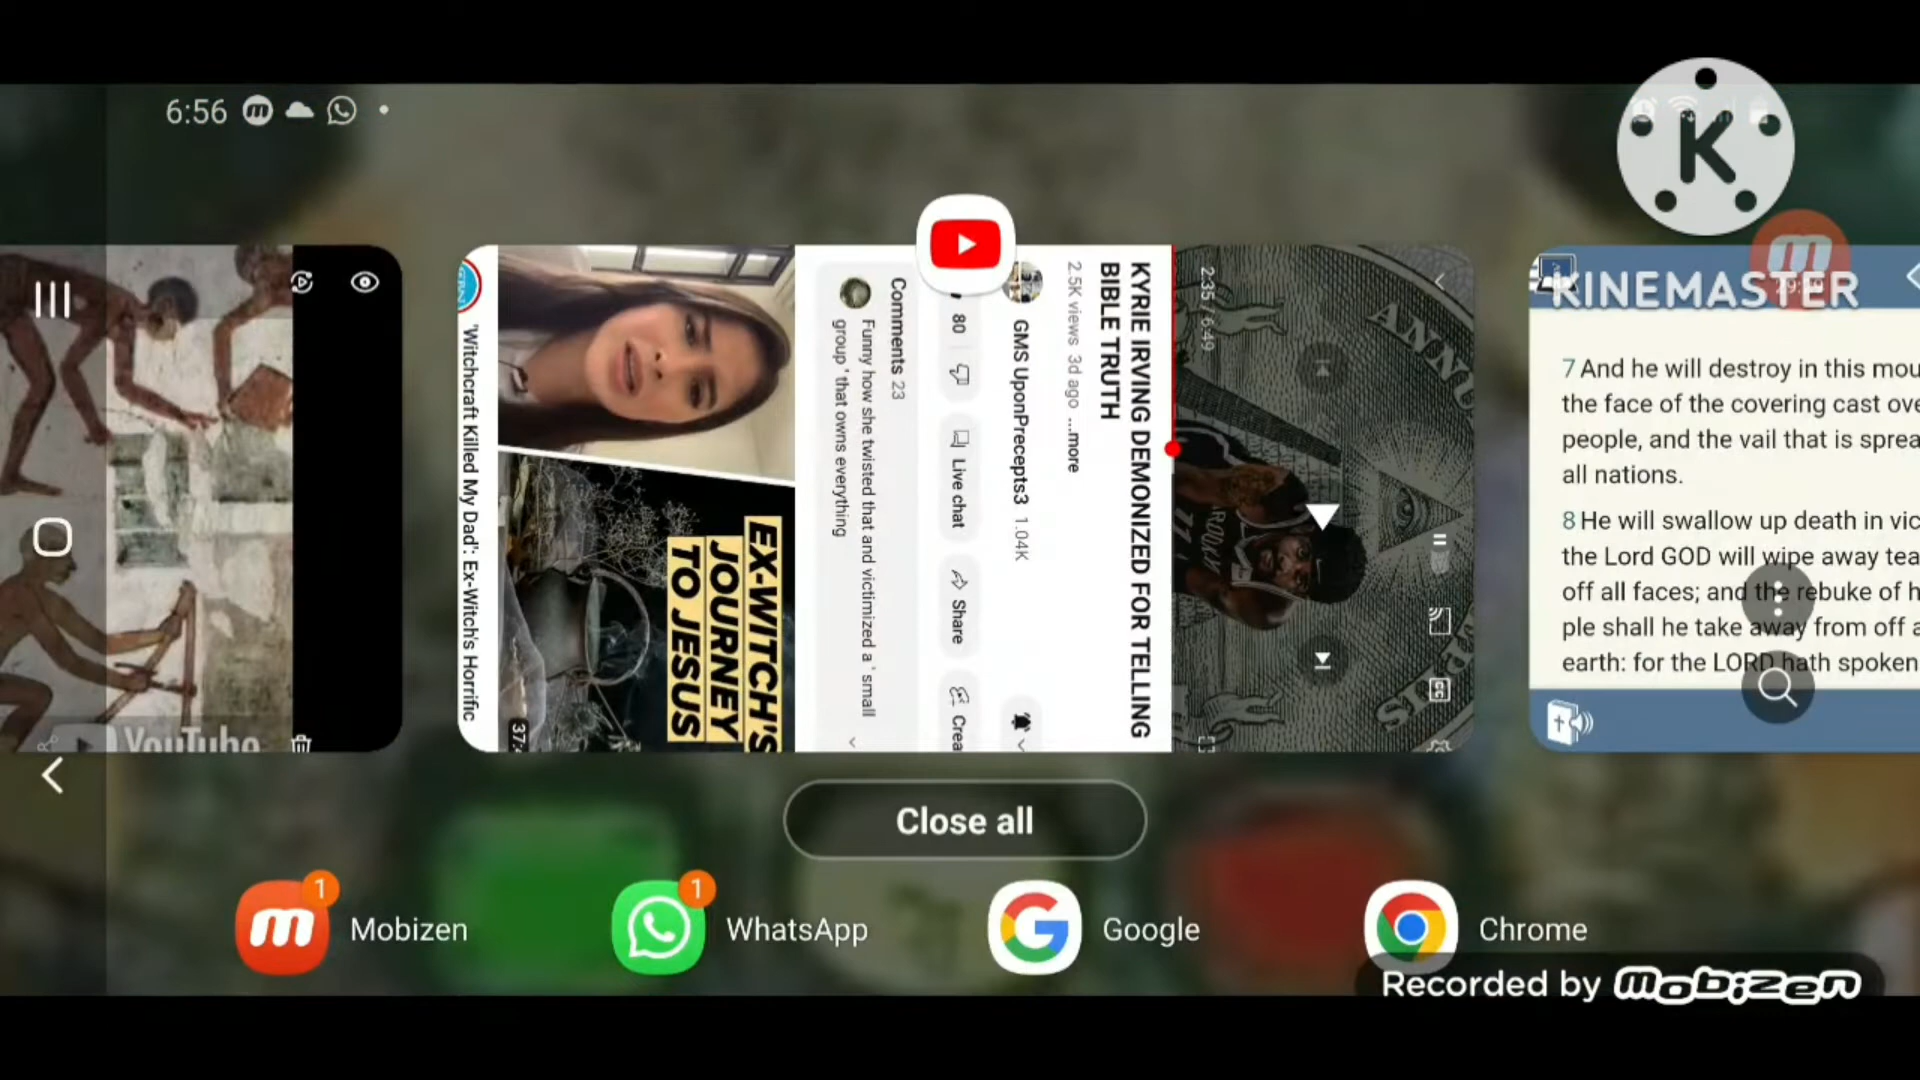 6:56
KINEMASTER
YouTube
'Witchcraft Killed My Dad': Ex-Witch's Horrific
EX-WITCH'S
JOURNEY
TO JESUS
KYRIE IRVING DEMONIZED FOR TELLING
BIBLE TRUTH
2.5K views 3d ago ...more
GMS UponPrecepts3 1.04K
80
Live chat
Share
Crea
Comments 23
Funny how she twisted that and victimized a ' small
group ' that owns everything
2:35 / 6:49
ANNU
CC
7 And he will destroy in this mou
the face of the covering cast ove
people, and the vail that is sprea
all nations.
8 He will swallow up death in vic
the Lord GOD will wipe away tea
off all faces; and the rebuke of h
ple shall he take away from off a
earth: for the LORD hath spoken
Close all
1
Mobizen
1
WhatsApp
Google
Chrome
Recorded by mobizen